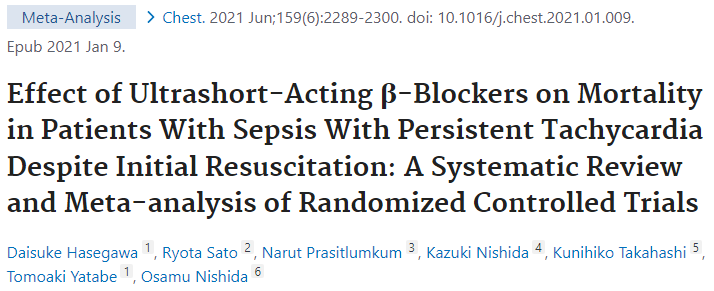 Meta-Analysis > Chest. 2021 Jun;159(6):2289-2300. doi: 10.1016/j.chest.2021.01.009.
Epub 2021 Jan 9.
Effect of Ultrashort-Acting β-Blockers on Mortality
in Patients With Sepsis With Persistent Tachycardia
Despite Initial Resuscitation: A Systematic Review
and Meta-analysis of Randomized Controlled Trials
Daisuke Hasegawa 1, Ryota Sato 2, Narut Prasitlumkum 3, Kazuki Nishida 4, Kunihiko Takahashi 5,
Tomoaki Yatabe 1, Osamu Nishida 6